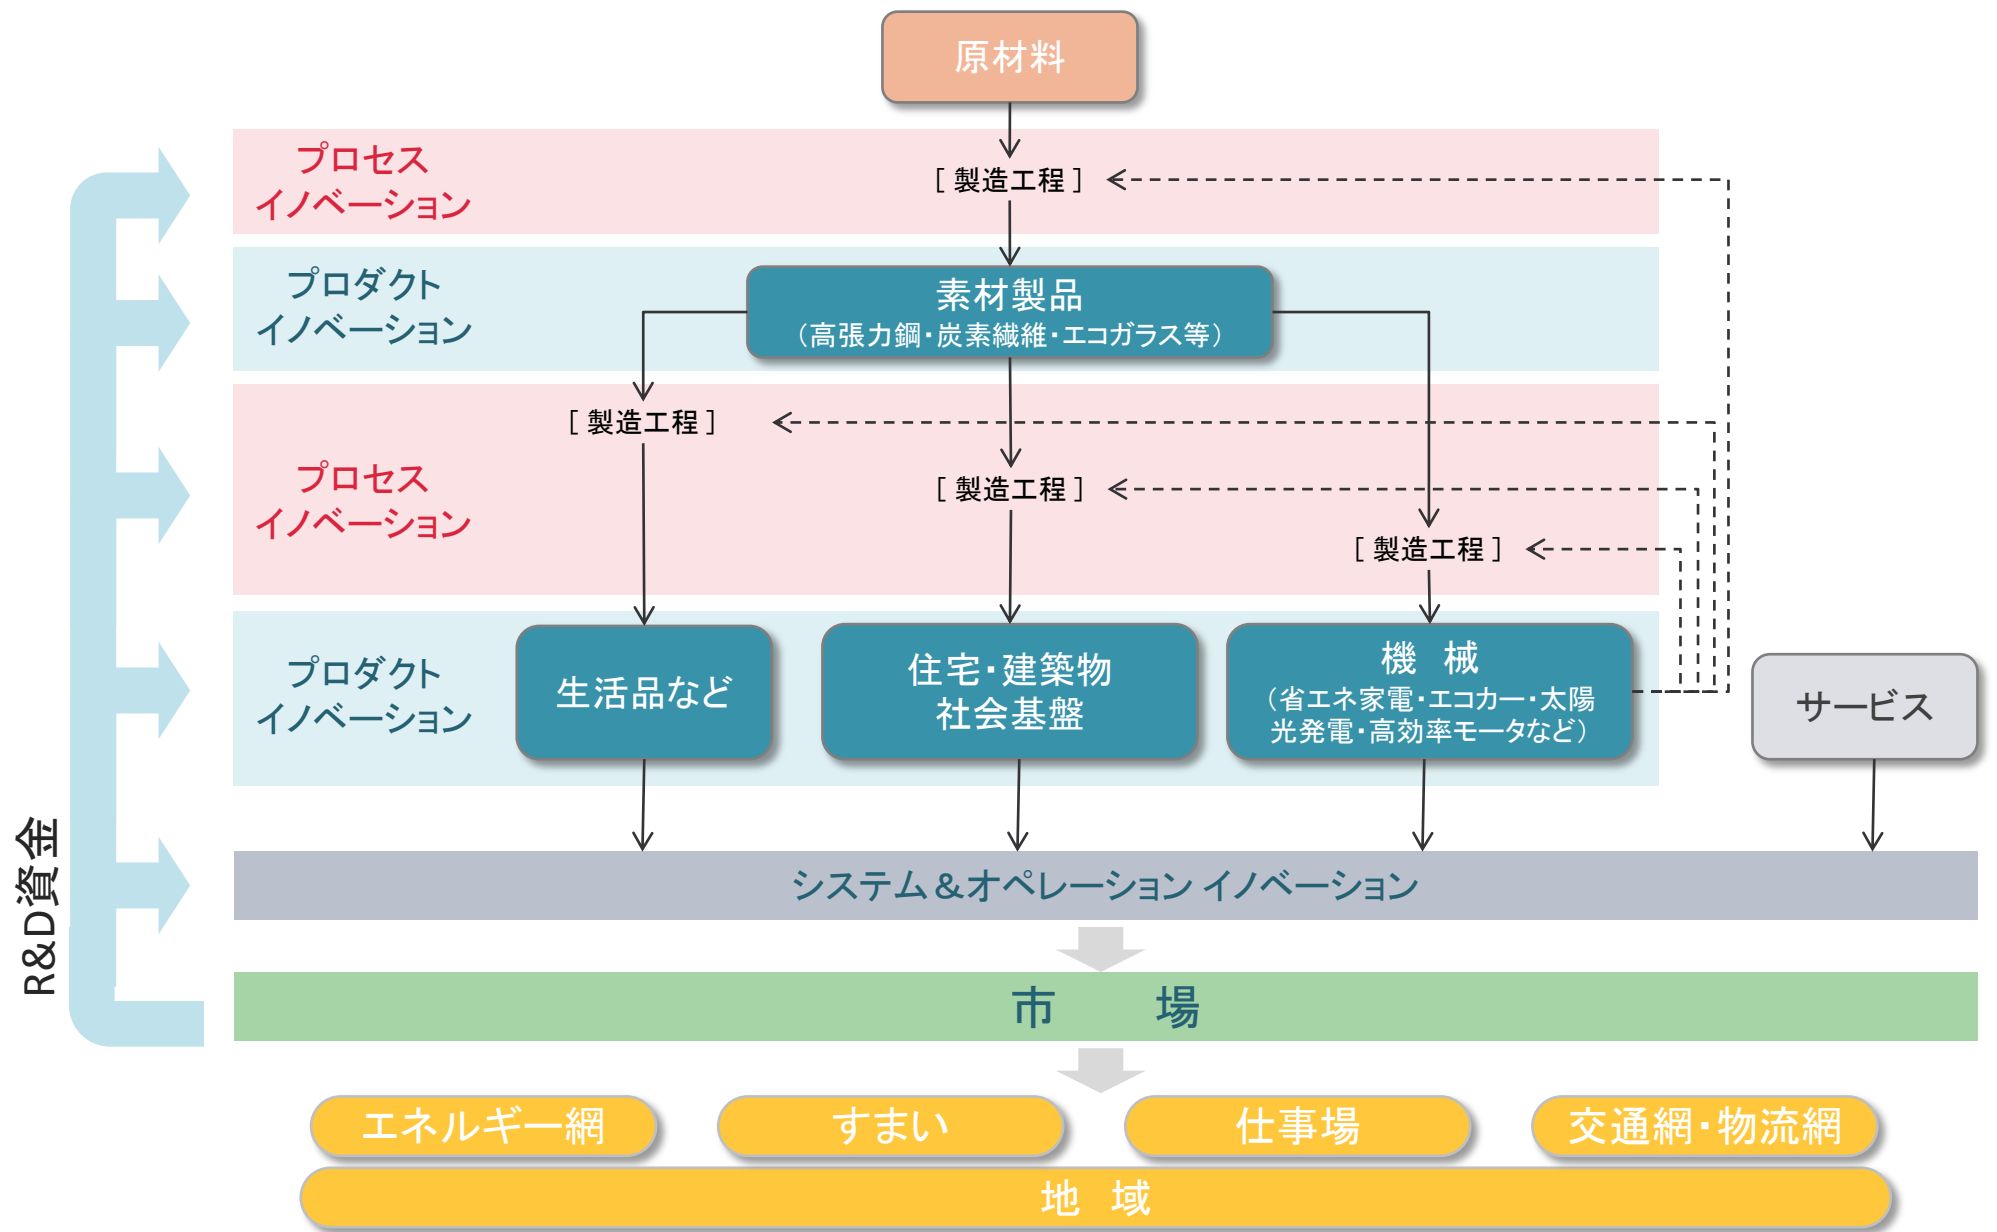 原材料
プロセス
イノベーション
[ 製造工程 ]
プロダクト
イノベーション
素材製品
(高張力鋼・炭素繊維・エコガラス等)
プロセス
イノベーション
[ 製造工程 ]
[ 製造工程 ]
[ 製造工程 ]
プロダクト
イノベーション
生活品など
住宅・建築物
社会基盤
機 械
(省エネ家電・エコカー・太陽
光発電・高効率モータなど)
サービス
R&D資金
システム&オペレーション イノベーション
市 場
エネルギー網
すまい
仕事場
交通網・物流網
地 域